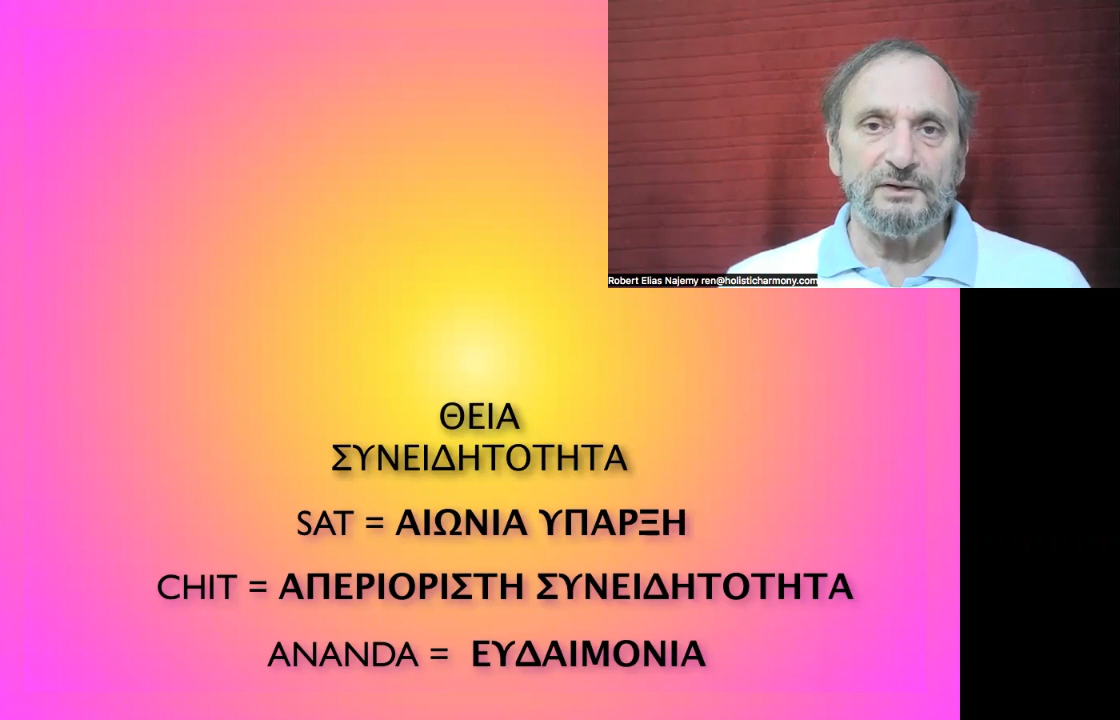 Robert Elias Najemy ren@holisticharmony.com
ΘΕΙΑ
ΣΥΝΕΙΔΗΤΟΤΗΤΑ
SAT = ΑΙΩΝΙΑ ΥΠΑΡΞΗ
CHIT = ΑΠΕΡΙΟΡΙΣΤΗ ΣΥΝΕΙΔΗΤΟΤΗΤΑ
ANANDA = ΕΥΔΑΙΜΟΝΙΑ